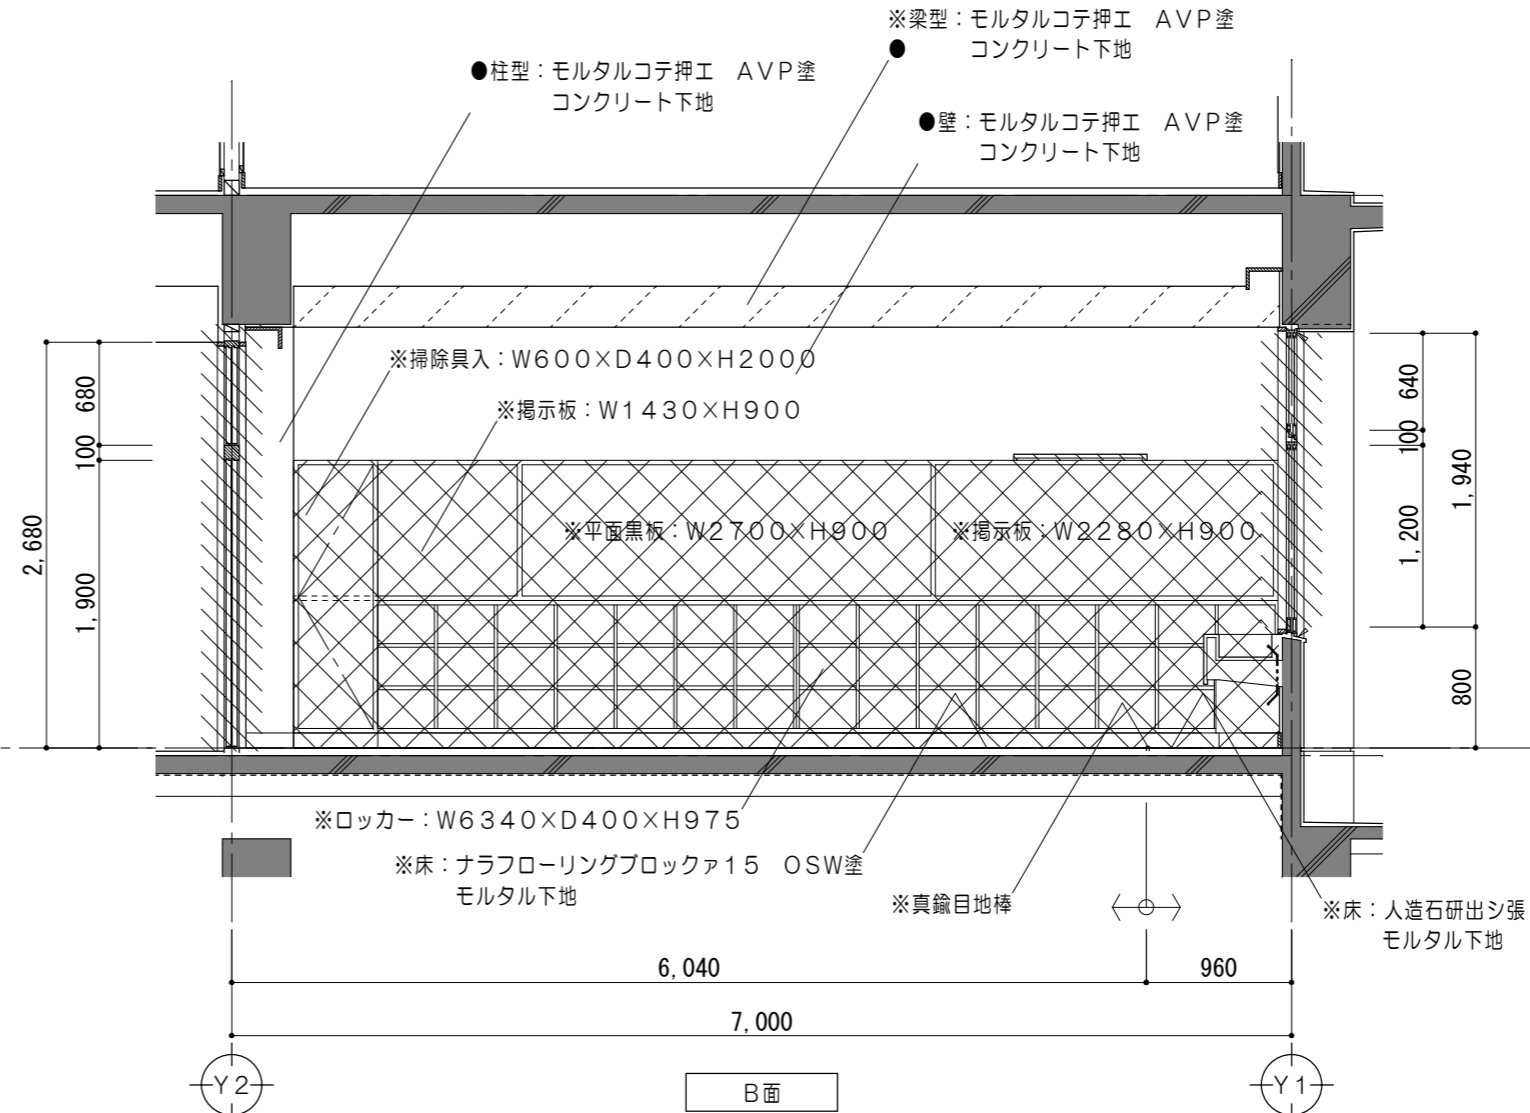 ※梁型：モルタルコテ押エ　ＡＶＰ塗
●　　　コンクリート下地
●柱型：モルタルコテ押エ　ＡＶＰ塗
コンクリート下地
●壁：モルタルコテ押エ　ＡＶＰ塗
コンクリート下地
※掃除具入：Ｗ６００×Ｄ４００×Ｈ２０００
※掲示板：Ｗ１４３０×Ｈ９００
※平面黒板：Ｗ２７００×Ｈ９００
※掲示板：Ｗ２２８０×Ｈ９００
2,680
680
100
1,900
640
100
1,200
1,940
800
※ロッカー：Ｗ６３４０×Ｄ４００×Ｈ９７５
※床：ナラフローリングブロックァ１５　ＯＳＷ塗
モルタル下地
※真鍮目地棒
※床：人造石研出シ張
モルタル下地
6,040
960
7,000
Ｙ２
Ｂ面
Ｙ１